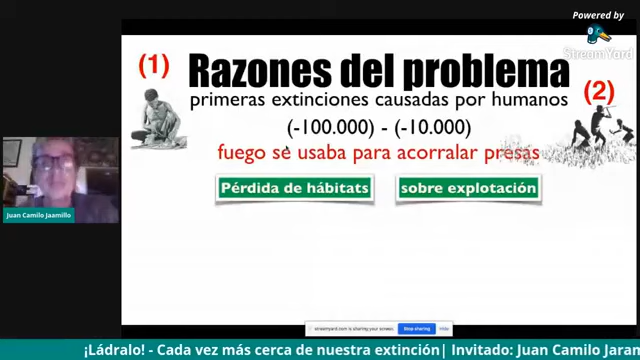 Powered by
StreamYard
(1)
Razones del problema
(2)
primeras extinciones causadas por humanos
(-100.000) - (-10.000)
fuego se usaba para acorralar presas
Pérdida de hábitats
sobre explotación
Juan Camilo Jaamillo
streamyard.com is sharing your screen.
Stop sharing
Hide
¡Ládralo! - Cada vez más cerca de nuestra extinción| Invitado: Juan Camilo Jaran